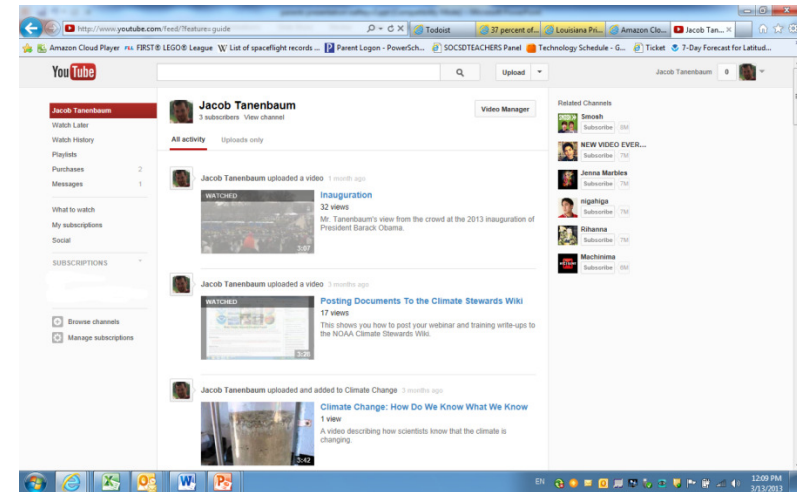 http://www.youtube.com/feed/?feature=guide
Todoist
37 percent of...
Louisiana Pri...
Amazon Clo...
Jacob Tan...
Amazon Cloud Player
FIRST® LEGO® League
List of spaceflight records ...
Parent Logon - PowerSch...
SOCSDTEACHERS Panel
Technology Schedule - G...
Ticket
7-Day Forecast for Latitud...
YouTube
Upload
Jacob Tanenbaum 0
Jacob Tanenbaum
Watch Later
Watch History
Playlists
Purchases 2
Messages 1
What to watch
My subscriptions
Social
SUBSCRIPTIONS
Browse channels
Manage subscriptions
Jacob Tanenbaum
3 subscribers View channel
Video Manager
All activity Uploads only
Jacob Tanenbaum uploaded a video 1 month ago
WATCHED
3:07
Inauguration
32 views
Mr. Tanenbaum's view from the crowd at the 2013 inauguration of
President Barack Obama.
Jacob Tanenbaum uploaded a video 3 months ago
WATCHED
3:20
Posting Documents To the Climate Stewards Wiki
17 views
This shows you how to post your webinar and training write-ups to
the NOAA Climate Stewards Wiki.
Jacob Tanenbaum uploaded and added to Climate Change 3 months ago
3:42
Climate Change: How Do We Know What We Know
1 view
A video describing how scientists know that the climate is
changing.
Related Channels
Smosh
Subscribe 8M
NEW VIDEO EVER...
Subscribe 7M
Jenna Marbles
Subscribe 7M
nigahiga
Subscribe 7M
Rihanna
Subscribe 7M
Machinima
Subscribe
EN
12:09 PM
3/13/2013